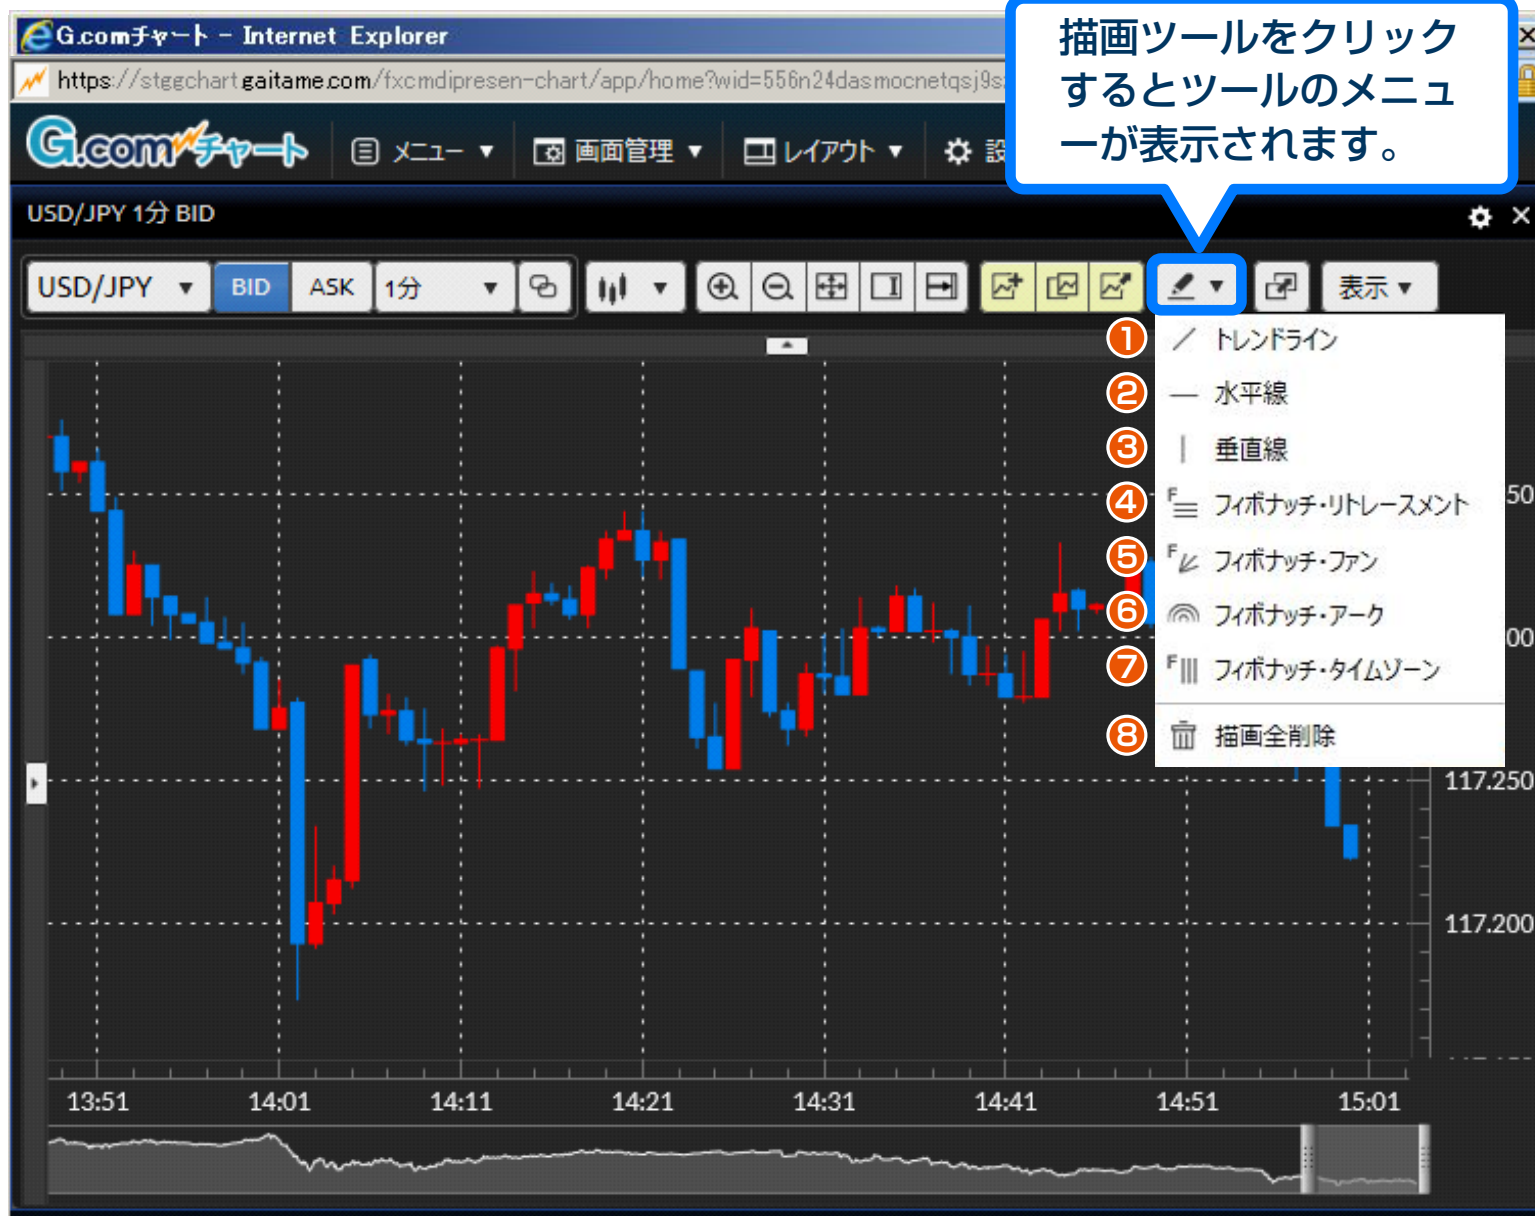 G.comチャート - Internet Explorer
https://stggchart.gaitame.com/fxcmdipresen-chart/app/home?wid=556n24dasmocnetqsj9s
描画ツールをクリック
するとツールのメニュ
ーが表示されます。
G.comチャート メニュー ▼ 画面管理 ▼ レイアウト ▼ 設
USD/JPY 1分 BID
USD/JPY ▼ BID ASK 1分 ▼ 表示 ▼
1 トレンドライン
2 水平線
3 垂直線
4 フィボナッチ・リトレースメント
5 フィボナッチ・ファン
6 フィボナッチ・アーク
7 フィボナッチ・タイムゾーン
8 描画全削除
50
00
117.250
117.200
13:51 14:01 14:11 14:21 14:31 14:41 14:51 15:01